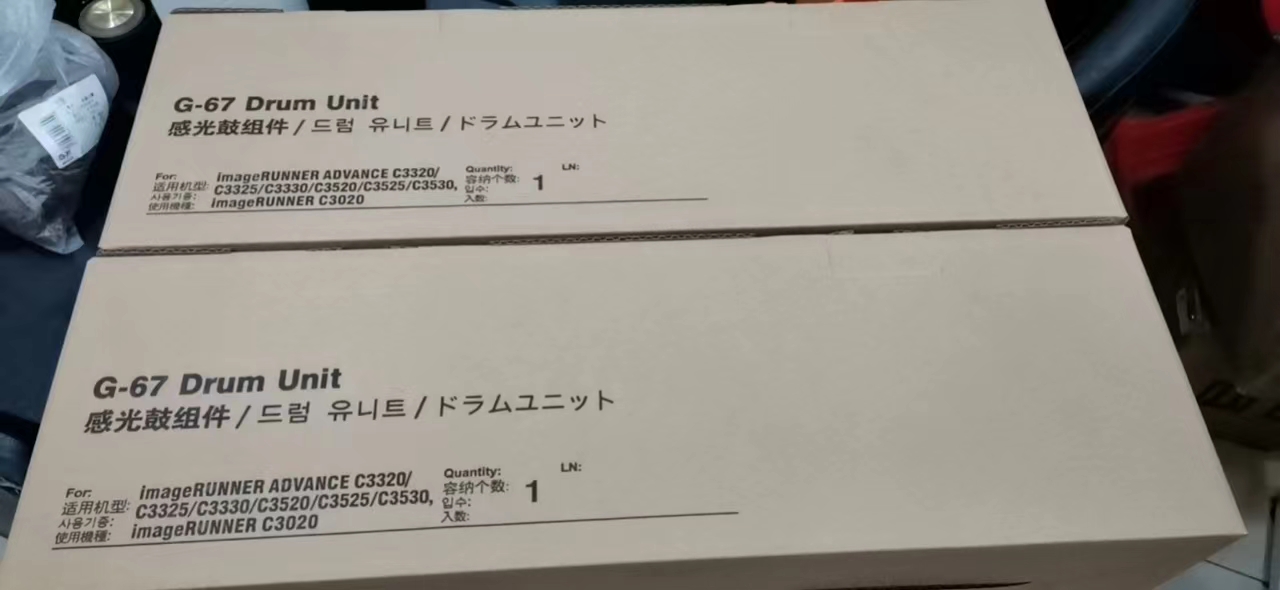 G-67 Drum Unit
感光鼓组件 / 드럼 유니트 / ドラムユニット
For:
适用机型:
사용기종:
使用機種:
imageRUNNER ADVANCE C3320/
C3325/C3330/C3520/C3525/C3530,
imageRUNNER C3020
Quantity:
容纳个数:
입수:
入数:
1
LN:
G-67 Drum Unit
感光鼓组件 / 드럼 유니트 / ドラムユニット
For:
适用机型:
사용기종:
使用機種:
imageRUNNER ADVANCE C3320/
C3325/C3330/C3520/C3525/C3530,
imageRUNNER C3020
Quantity:
容纳个数:
입수:
入数:
1
LN: